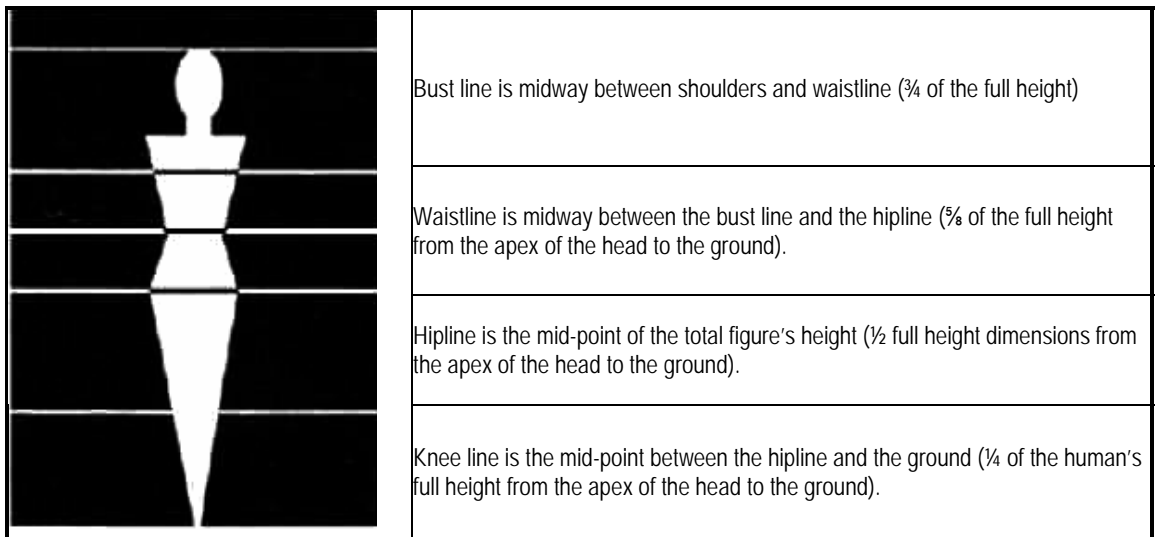 Bust line is midway between shoulders and waistline (¾ of the full height)
Waistline is midway between the bust line and the hipline (⅝ of the full height
from the apex of the head to the ground).
Hipline is the mid-point of the total figure’s height (½ full height dimensions from
the apex of the head to the ground).
Knee line is the mid-point between the hipline and the ground (¼ of the human’s
full height from the apex of the head to the ground).